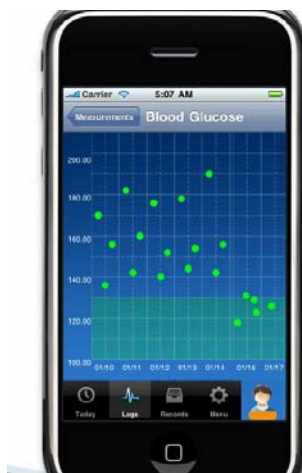 Carrier 5:07 AM
Measurements Blood Glucose
200.00
180.00
160.00
140.00
120.00
100.00
01/10 01/11 01/12 01/13 01/14 01/16 01/17
Today Logs Records Menu